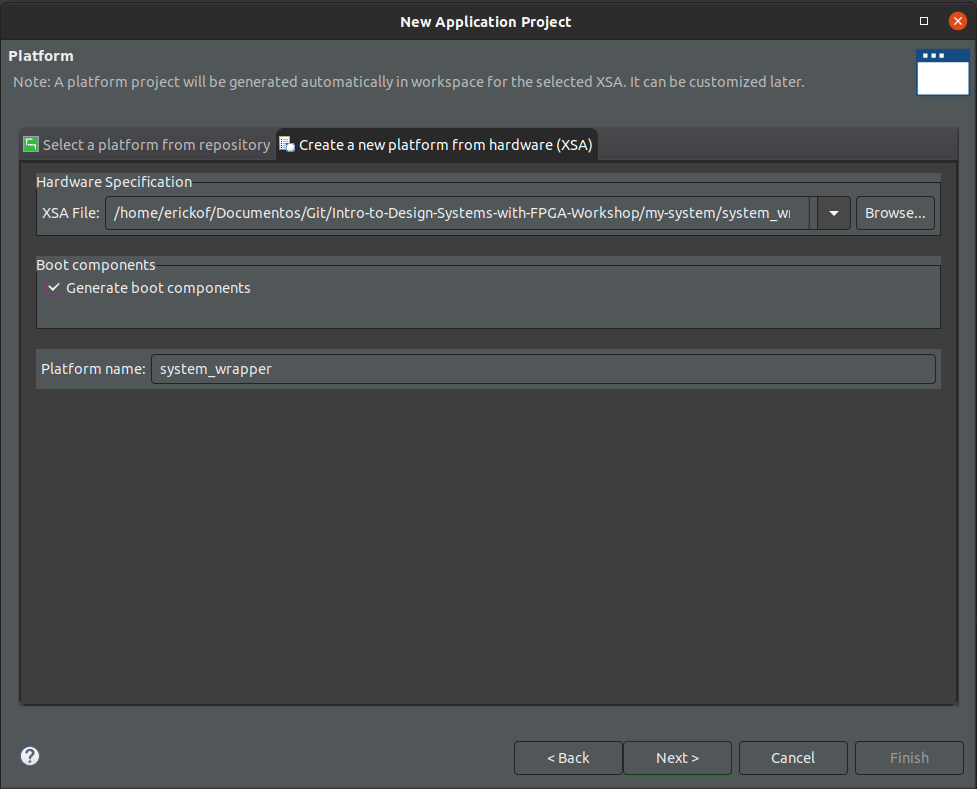 New Application Project
Platform
Note: A platform project will be generated automatically in workspace for the selected XSA. It can be customized later.
Select a platform from repository
Create a new platform from hardware (XSA)
Hardware Specification
XSA File: /home/erickof/Documentos/Git/Intro-to-Design-Systems-with-FPGA-Workshop/my-system/system_wr Browse...
Boot components
Generate boot components
Platform name: system_wrapper
? < Back Next > Cancel Finish